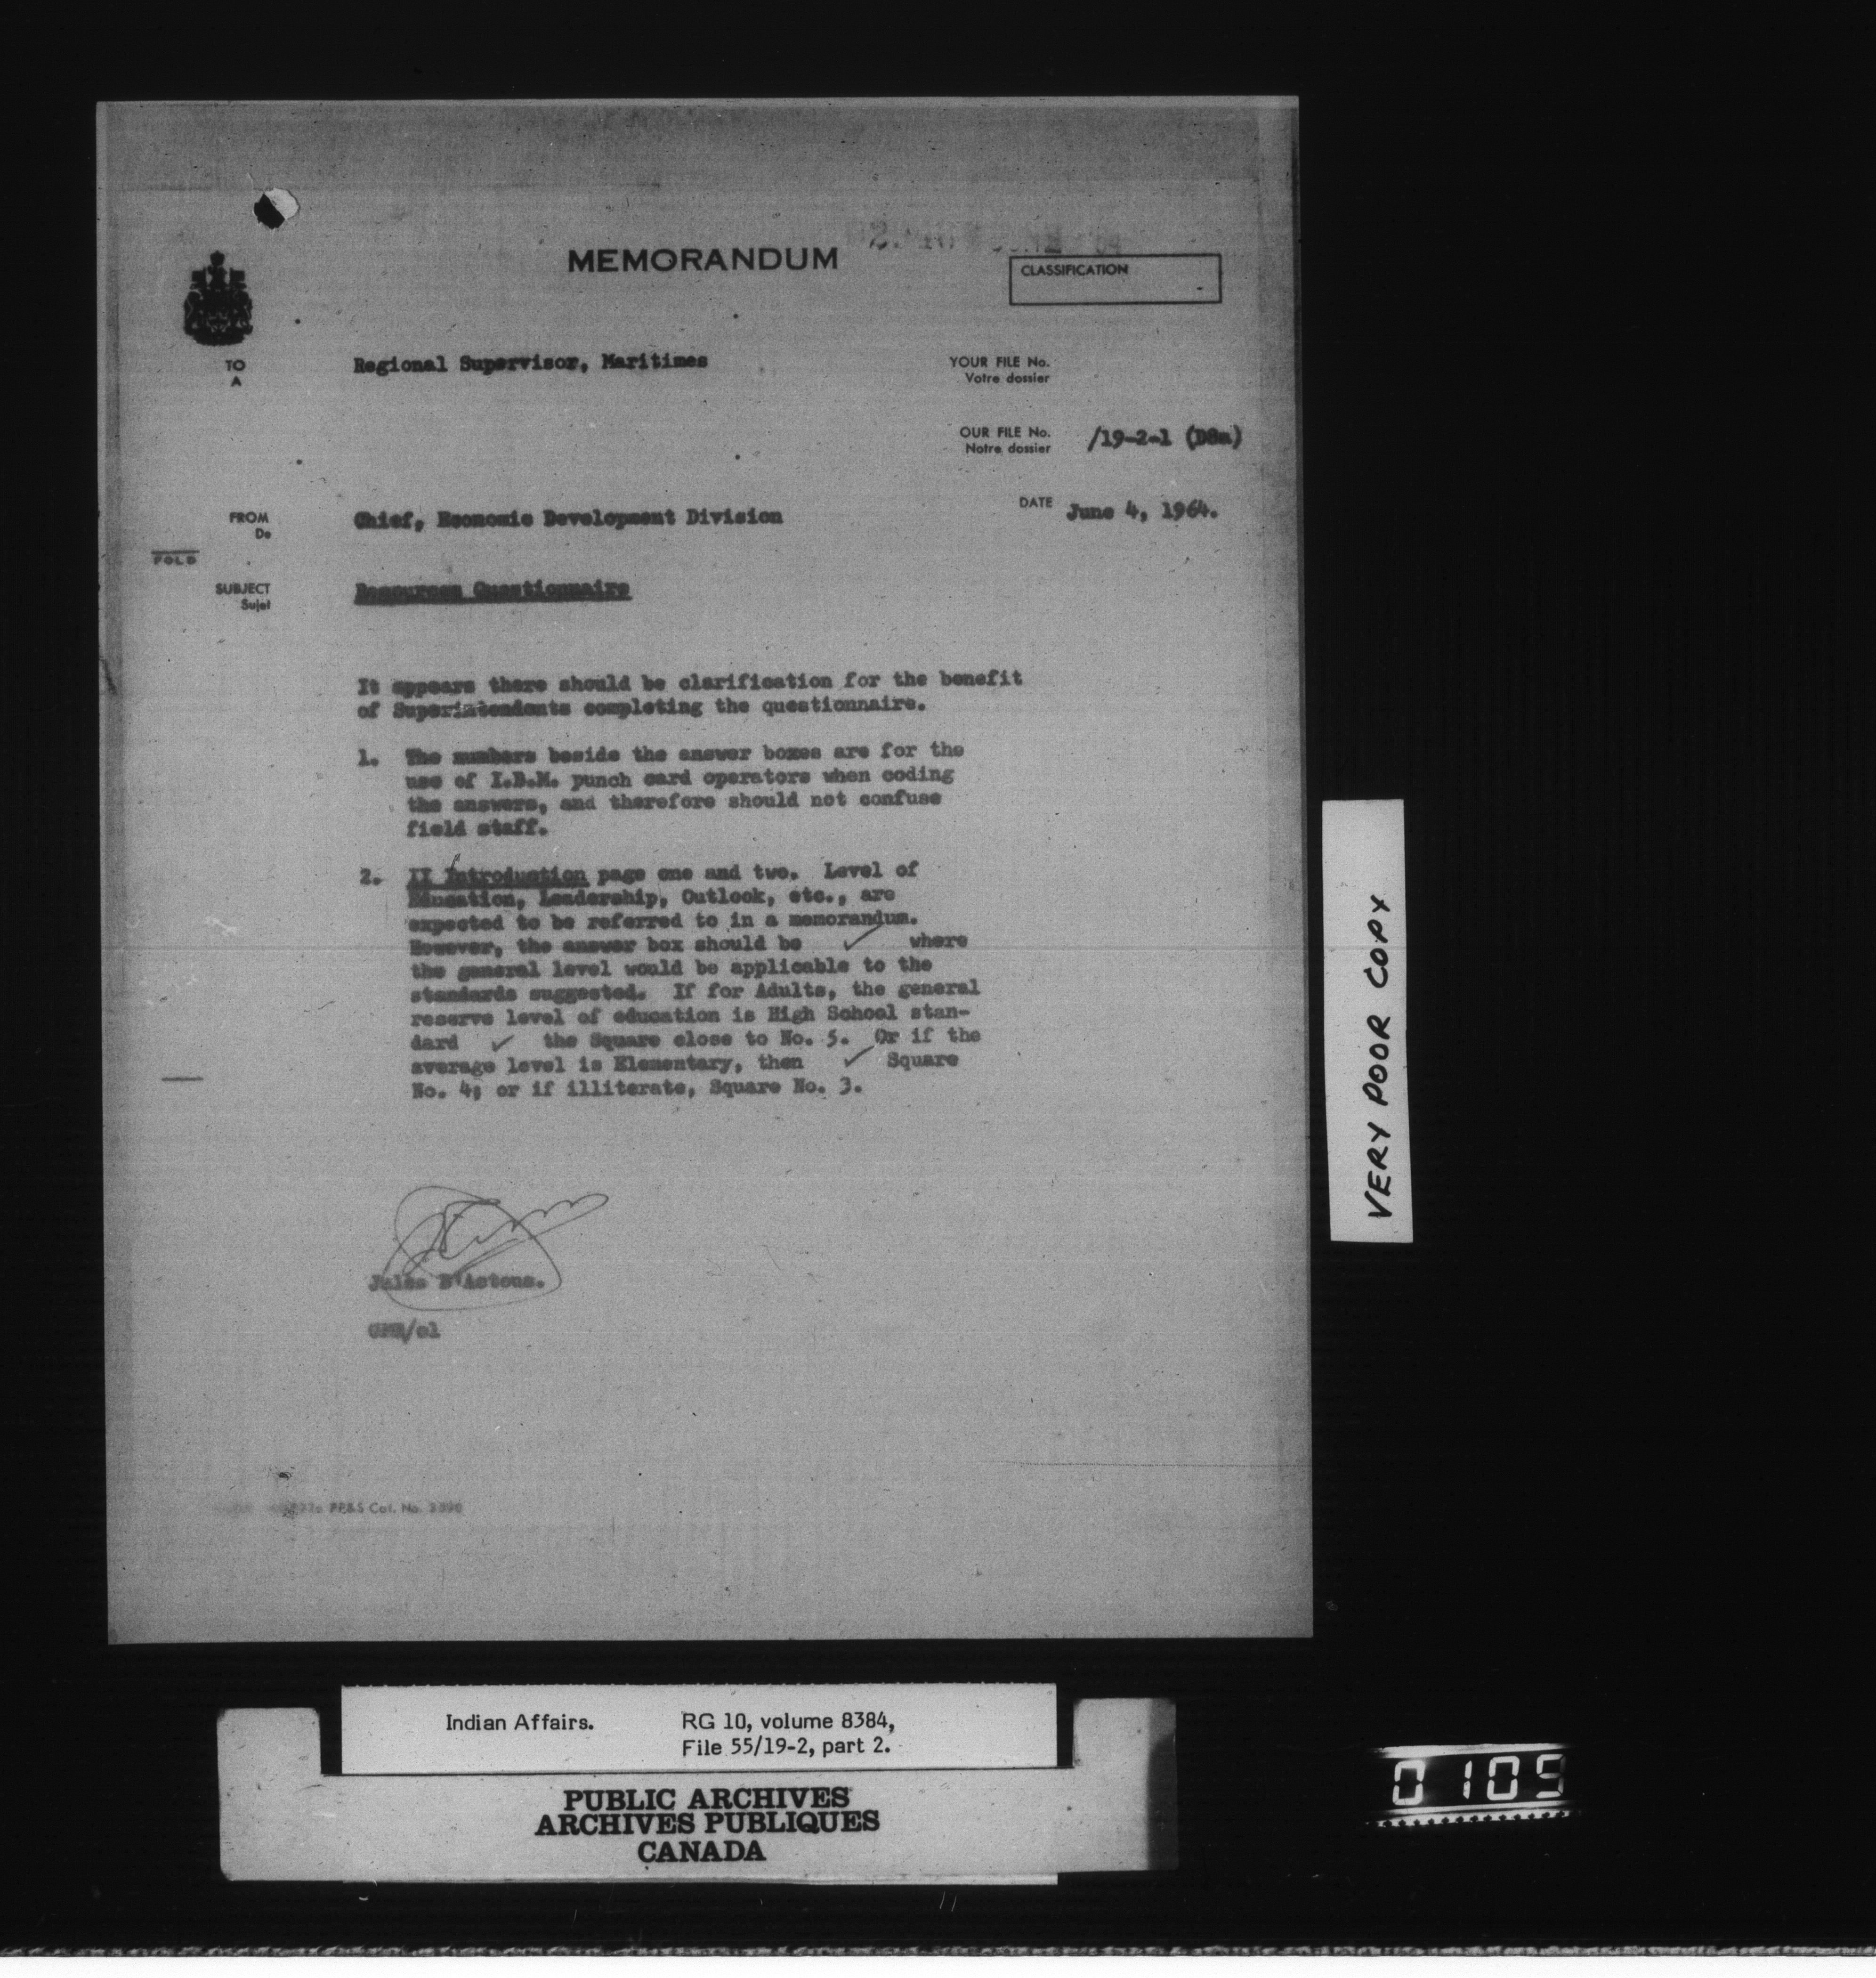 MEMORANDUM
CLASSIFICATION
TO
A
Regional Supervisor, Maritimes
YOUR FILE No.
Votre dossier
OUR FILE No.
Notre dossier
/19-2-1 (D8a)
FROM
De
Chief, Economic Development Division
DATE
June 4, 1964.
FOLD
SUBJECT
Sujet
Resources Questionnaire
It appears there should be clarification for the benefit
of Superintendents completing the questionnaire.
1. The numbers beside the answer boxes are for the
use of I.B.M. punch card operators when coding
the answers, and therefore should not confuse
field staff.
2. II Introduction page one and two. Level of
Education, Leadership, Outlook, etc., are
expected to be referred to in a memorandum.
However, the answer box should be ✓ where
the general level would be applicable to the
standards suggested. If for Adults, the general
reserve level of education is High School stan-
dard ✓ the Square close to No. 5. Or if the
average level is Elementary, then ✓ Square
No. 4; or if illiterate, Square No. 3.
Jules D'Astous.
/el
PP&S Cat. No. 3590
VERY POOR COPY
Indian Affairs. RG 10, volume 8384,
File 55/19-2, part 2.
PUBLIC ARCHIVES
ARCHIVES PUBLIQUES
CANADA
0109